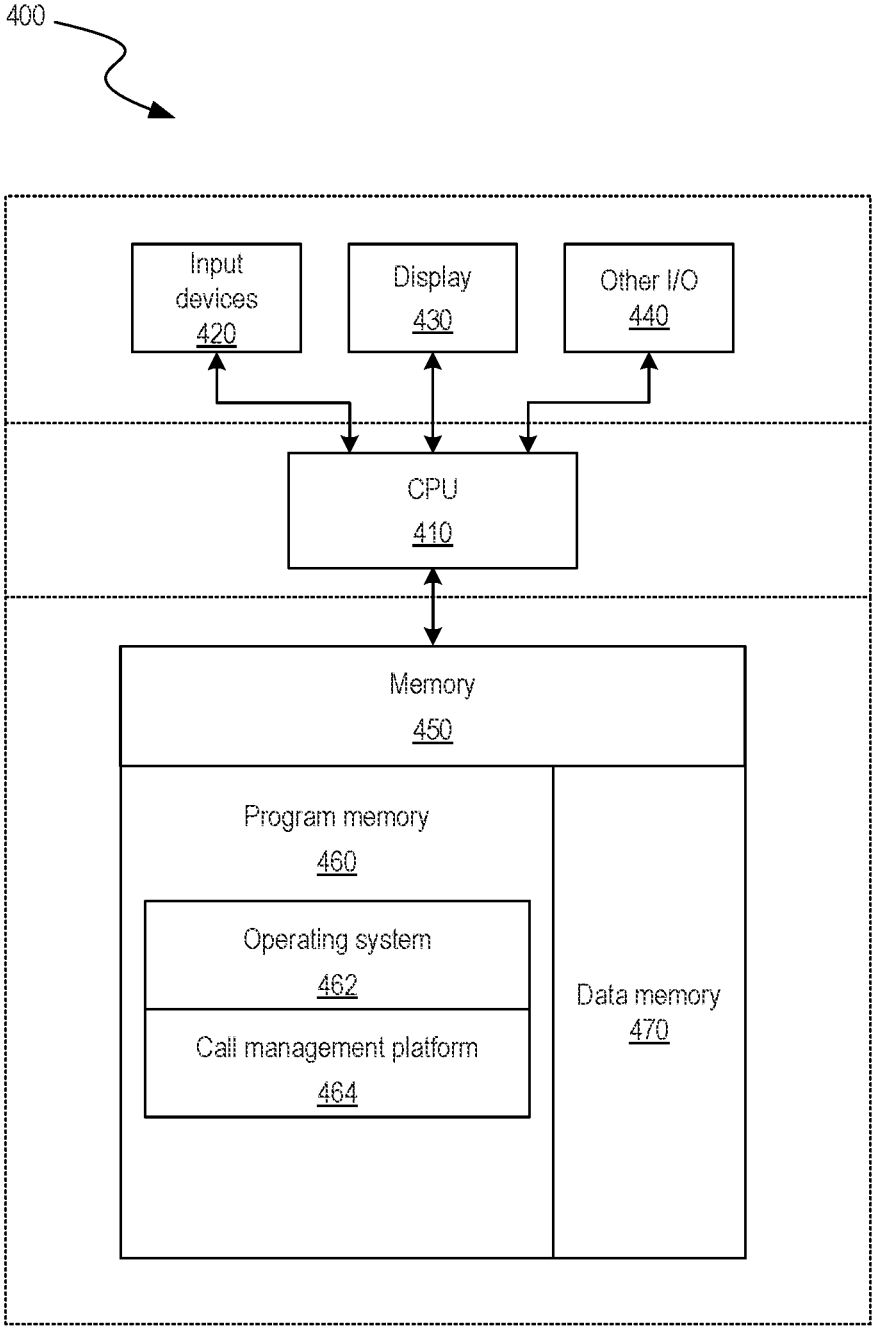 400
Input
devices
420
Display
430
Other I/O
440
CPU
410
Memory
450
Program memory
460
Operating system
462
Call management platform
464
Data memory
470